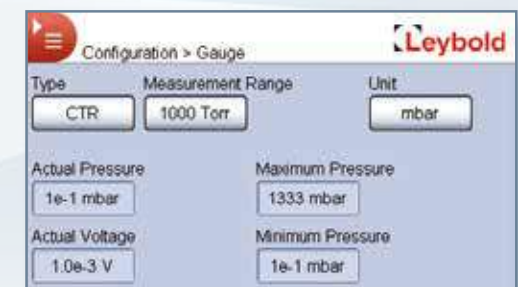 Configuration > Gauge
Leybold
Type Measurement Range Unit
CTR 1000 Torr mbar
Actual Pressure Maximum Pressure
1e-1 mbar 1333 mbar
Actual Voltage Minimum Pressure
1.0e-3 V 1e-1 mbar